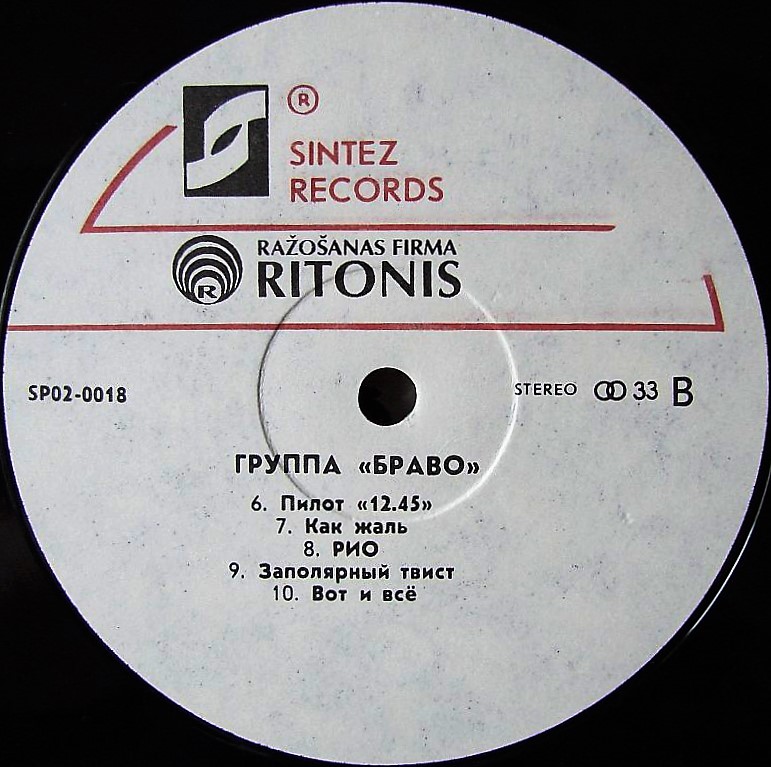 ®
SINTEZ
RECORDS
RAŽOŠANAS FIRMA
RITONIS
R
SP02-0018
STEREO 33 B
ГРУППА «БРАВО»
6. Пилот «12.45»
7. Как жаль
8. РИО
9. Заполярный твист
10. Вот и всё